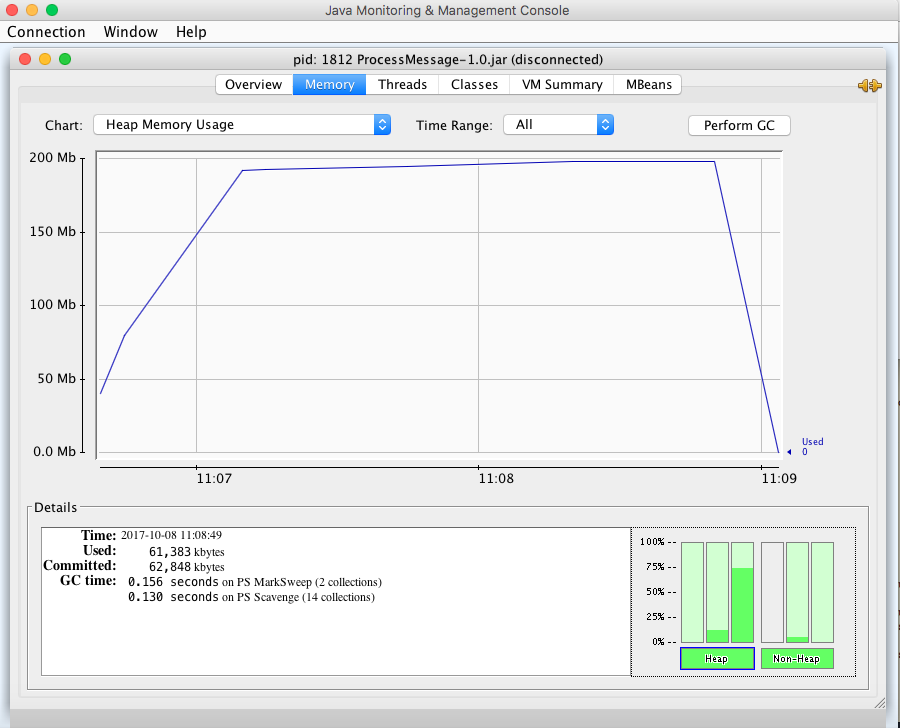 Java Monitoring & Management Console
Connection Window Help
pid: 1812 ProcessMessage-1.0.jar (disconnected)
Overview Memory Threads Classes VM Summary MBeans
Chart: Heap Memory Usage Time Range: All Perform GC
200 Mb
150 Mb
100 Mb
50 Mb
0.0 Mb
Used
0
11:07 11:08 11:09
Details
Time: 2017-10-08 11:08:49
Used: 61,383 kbytes
Committed: 62,848 kbytes
GC time: 0.156 seconds on PS MarkSweep (2 collections)
0.130 seconds on PS Scavenge (14 collections)
100% --
75% --
50% --
25% --
0% --
Heap Non-Heap